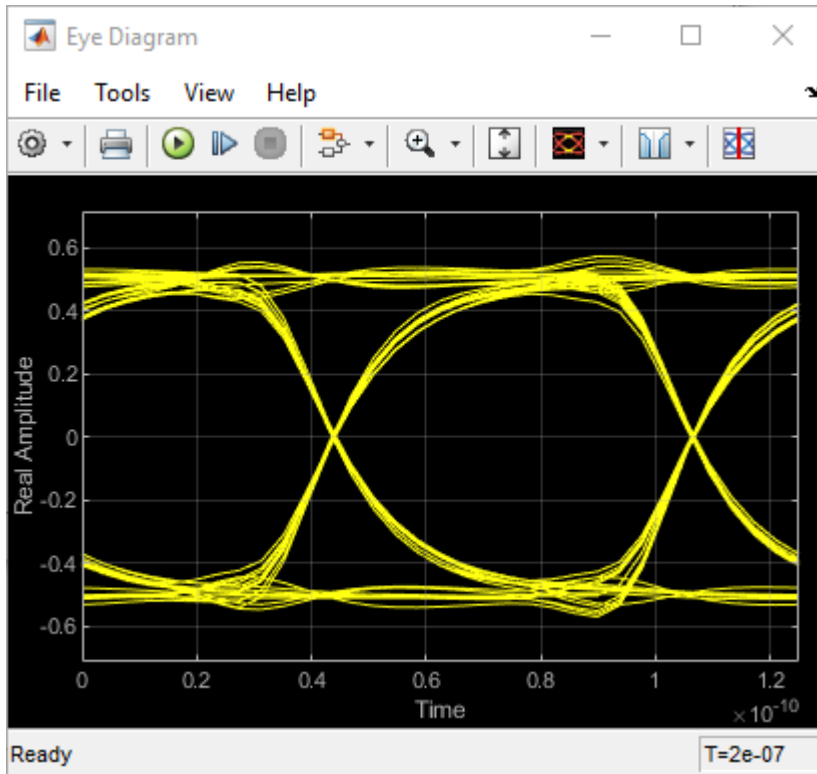 Eye Diagram
File Tools View Help
0.6
0.4
0.2
0
-0.2
-0.4
-0.6
Real Amplitude
0 0.2 0.4 0.6 0.8 1 1.2
Time
×10⁻¹⁰
Ready T=2e-07